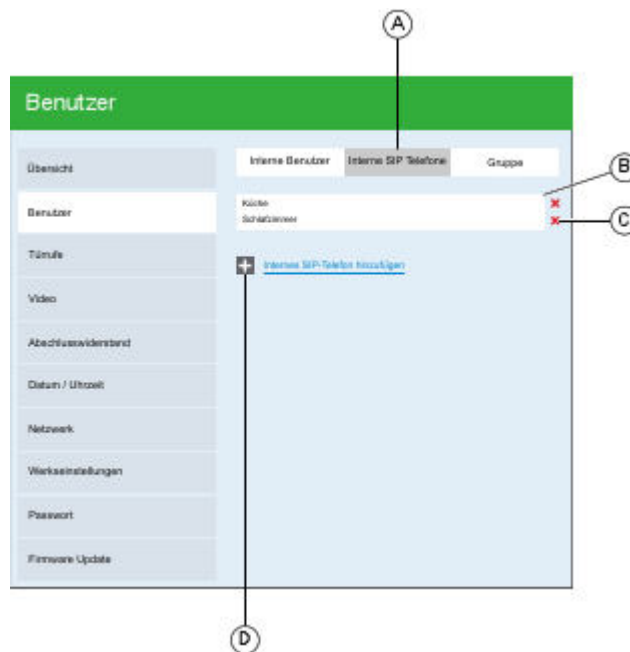 A
Benutzer
Übersicht
Interne Benutzer
Interne SIP Telefone
Gruppe
B
Benutzer
Küche
Schlafzimmer
C
Türrufe
Internes SIP-Telefon hinzufügen
Video
Abschlusswiderstand
Datum / Uhrzeit
Netzwerk
Werkseinstellungen
Passwort
Firmware Update
D